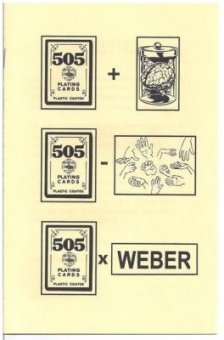 505
+
PLAYING
CARDS
PLASTIC COATED
505
-
PLAYING
CARDS
PLASTIC COATED
505
x WEBER
PLAYING
CARDS
PLASTIC COATED